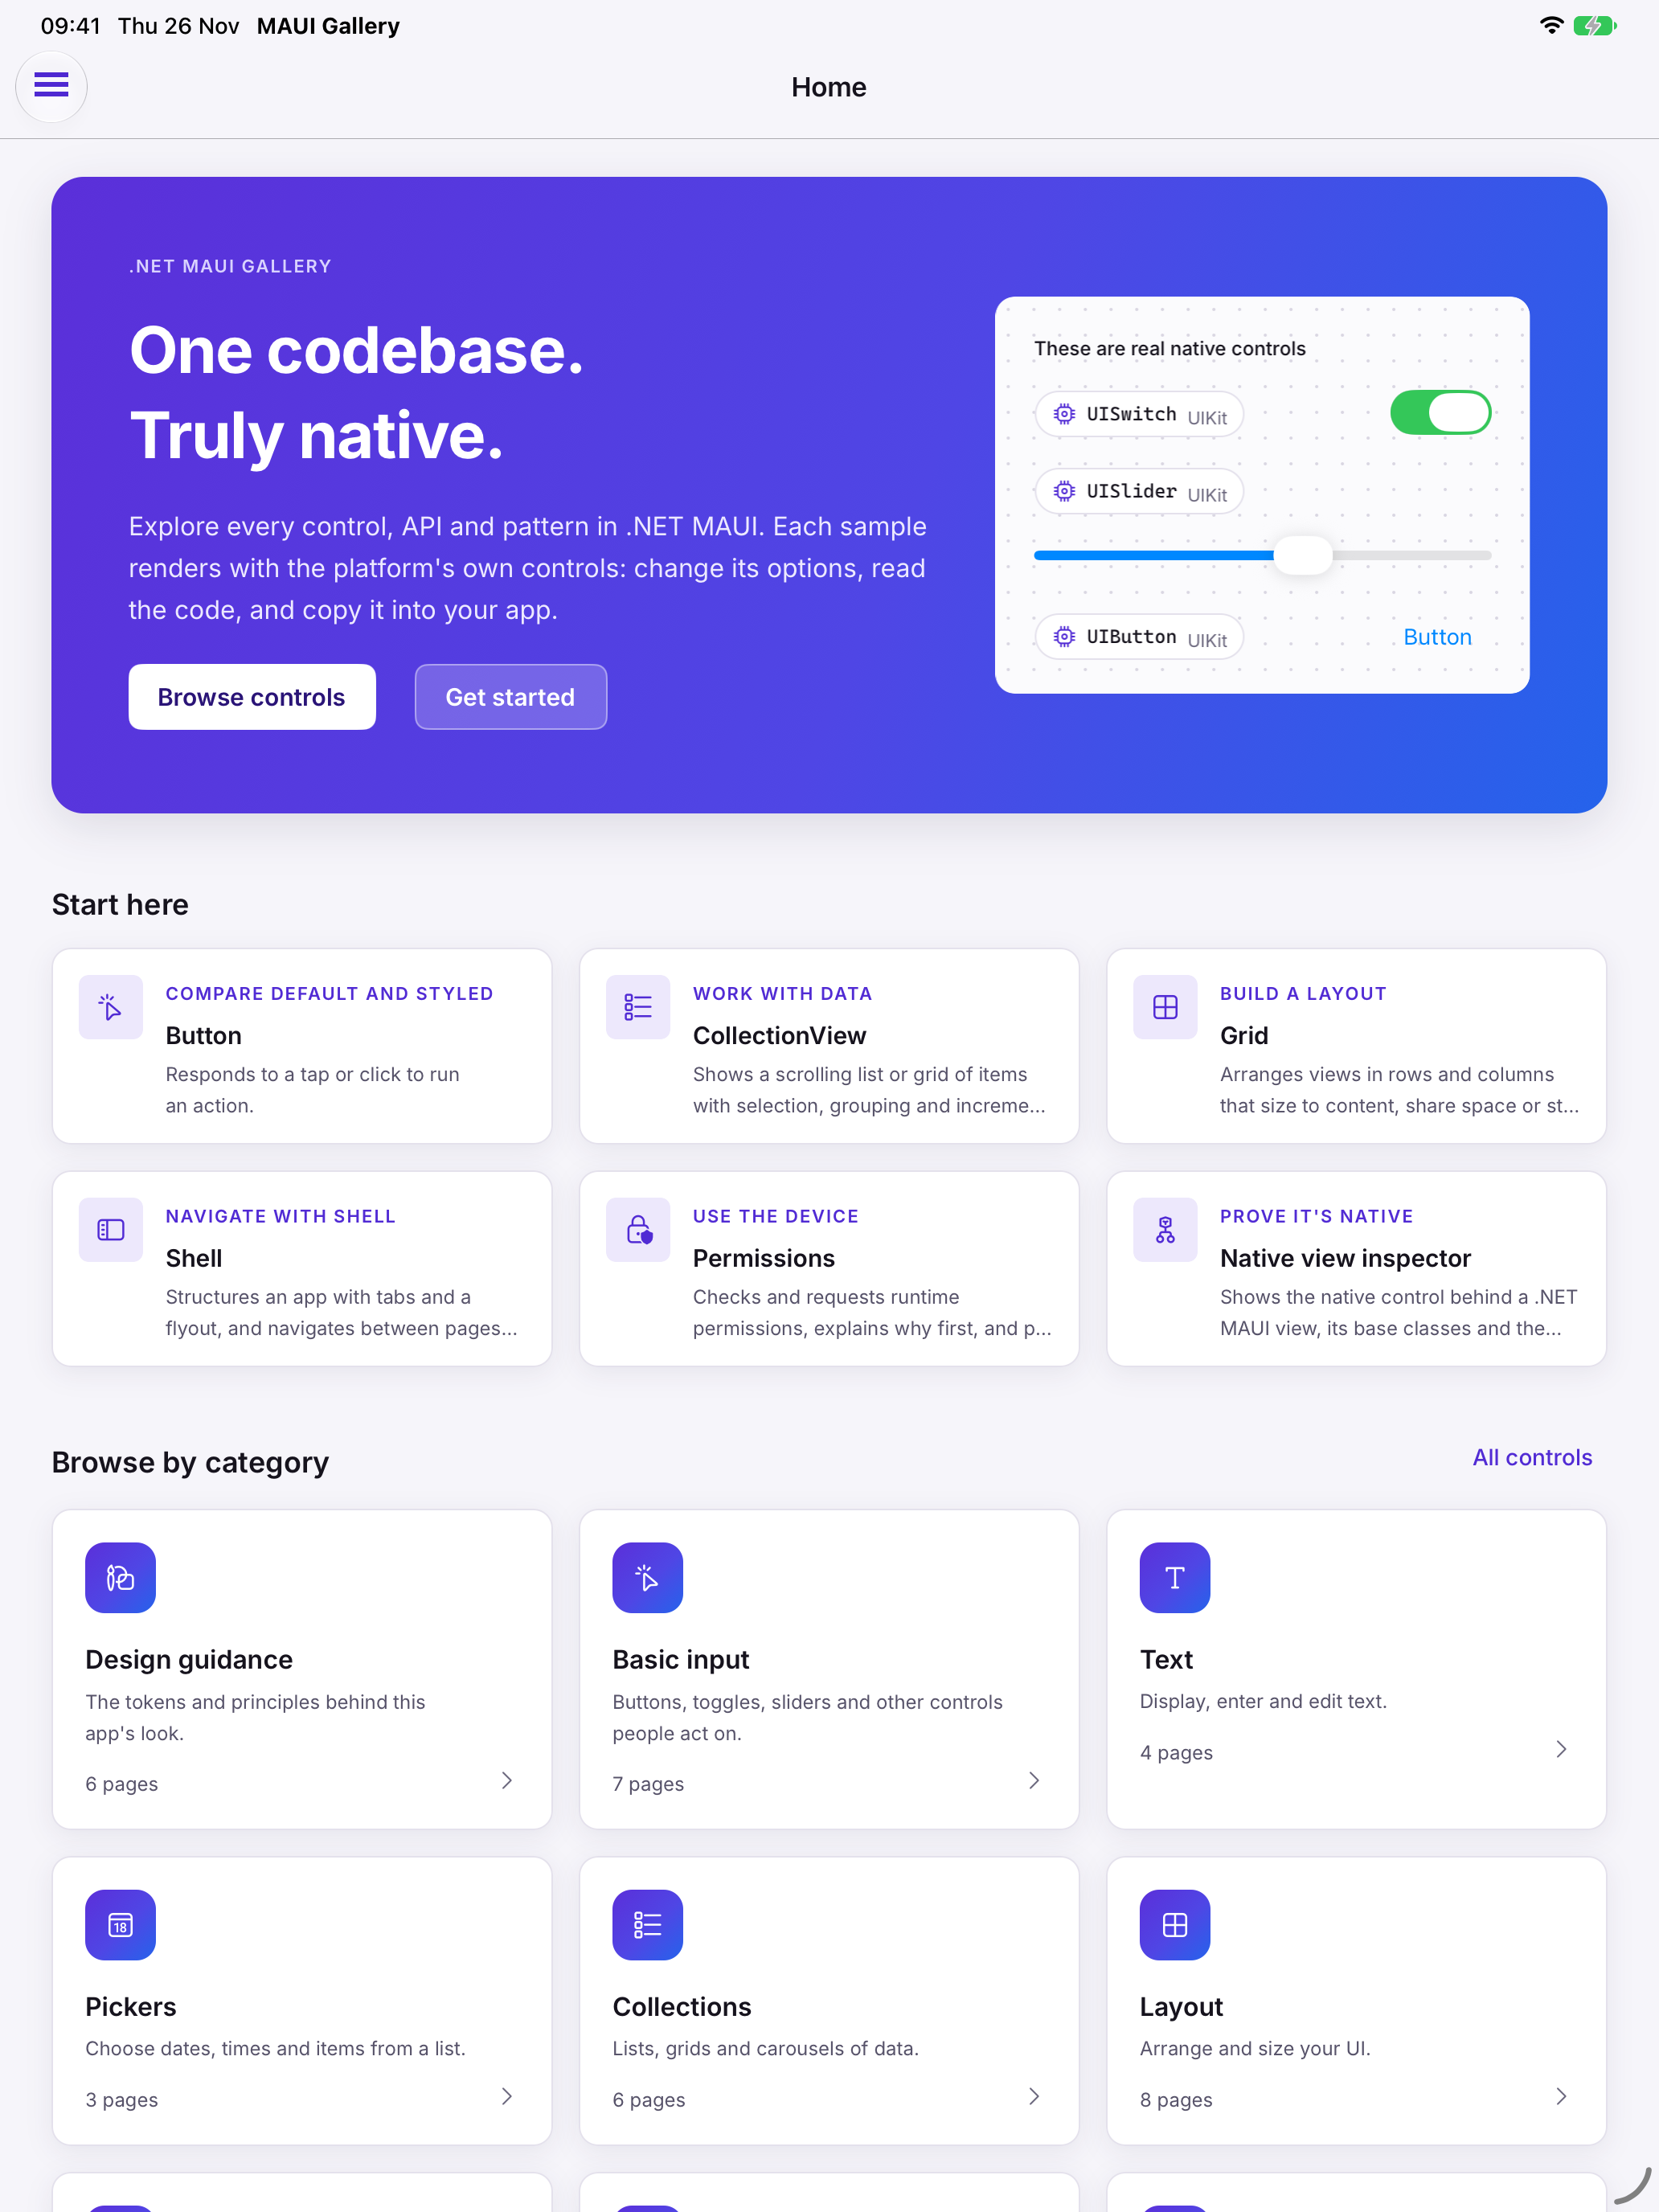 09:41 Thu 26 Nov MAUI Gallery
Home
.NET MAUI GALLERY
One codebase.
Truly native.
Explore every control, API and pattern in .NET MAUI. Each sample
renders with the platform's own controls: change its options, read
the code, and copy it into your app.
Browse controls
Get started
These are real native controls
UISwitch UIKit
UISlider UIKit
UIButton UIKit
Button
Start here
COMPARE DEFAULT AND STYLED
Button
Responds to a tap or click to run
an action.
WORK WITH DATA
CollectionView
Shows a scrolling list or grid of items
with selection, grouping and increme...
BUILD A LAYOUT
Grid
Arranges views in rows and columns
that size to content, share space or st...
NAVIGATE WITH SHELL
Shell
Structures an app with tabs and a
flyout, and navigates between pages...
USE THE DEVICE
Permissions
Checks and requests runtime
permissions, explains why first, and p...
PROVE IT'S NATIVE
Native view inspector
Shows the native control behind a .NET
MAUI view, its base classes and the...
Browse by category
All controls
Design guidance
The tokens and principles behind this
app's look.
6 pages
Basic input
Buttons, toggles, sliders and other controls
people act on.
7 pages
Text
Display, enter and edit text.
4 pages
18
Pickers
Choose dates, times and items from a list.
3 pages
Collections
Lists, grids and carousels of data.
6 pages
Layout
Arrange and size your UI.
8 pages